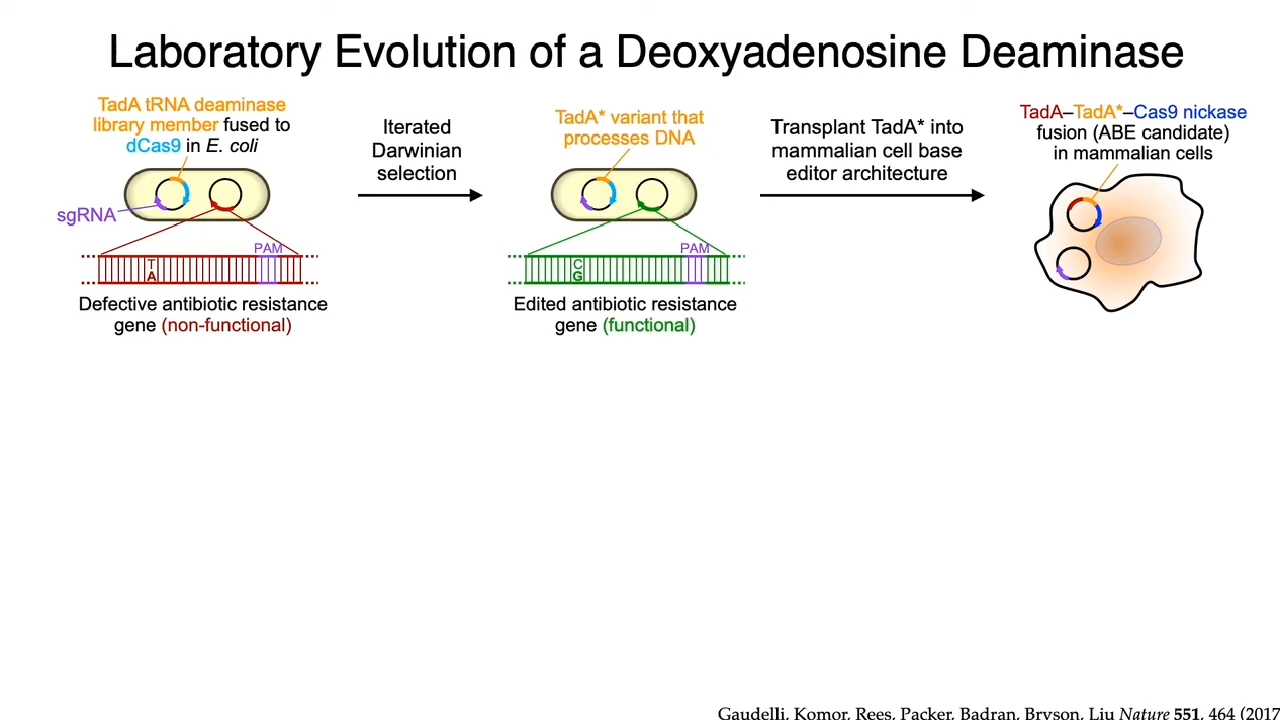 Laboratory Evolution of a Deoxyadenosine Deaminase
TadA tRNA deaminase
library member fused to
dCas9 in E. coli
sgRNA
PAM
T
A
Defective antibiotic resistance
gene (non-functional)
Iterated
Darwinian
selection
TadA* variant that
processes DNA
PAM
C
G
Edited antibiotic resistance
gene (functional)
Transplant TadA* into
mammalian cell base
editor architecture
TadA–TadA*–Cas9 nickase
fusion (ABE candidate)
in mammalian cells
Gaudelli, Komor, Rees, Packer, Badran, Bryson, Liu Nature 551, 464 (2017